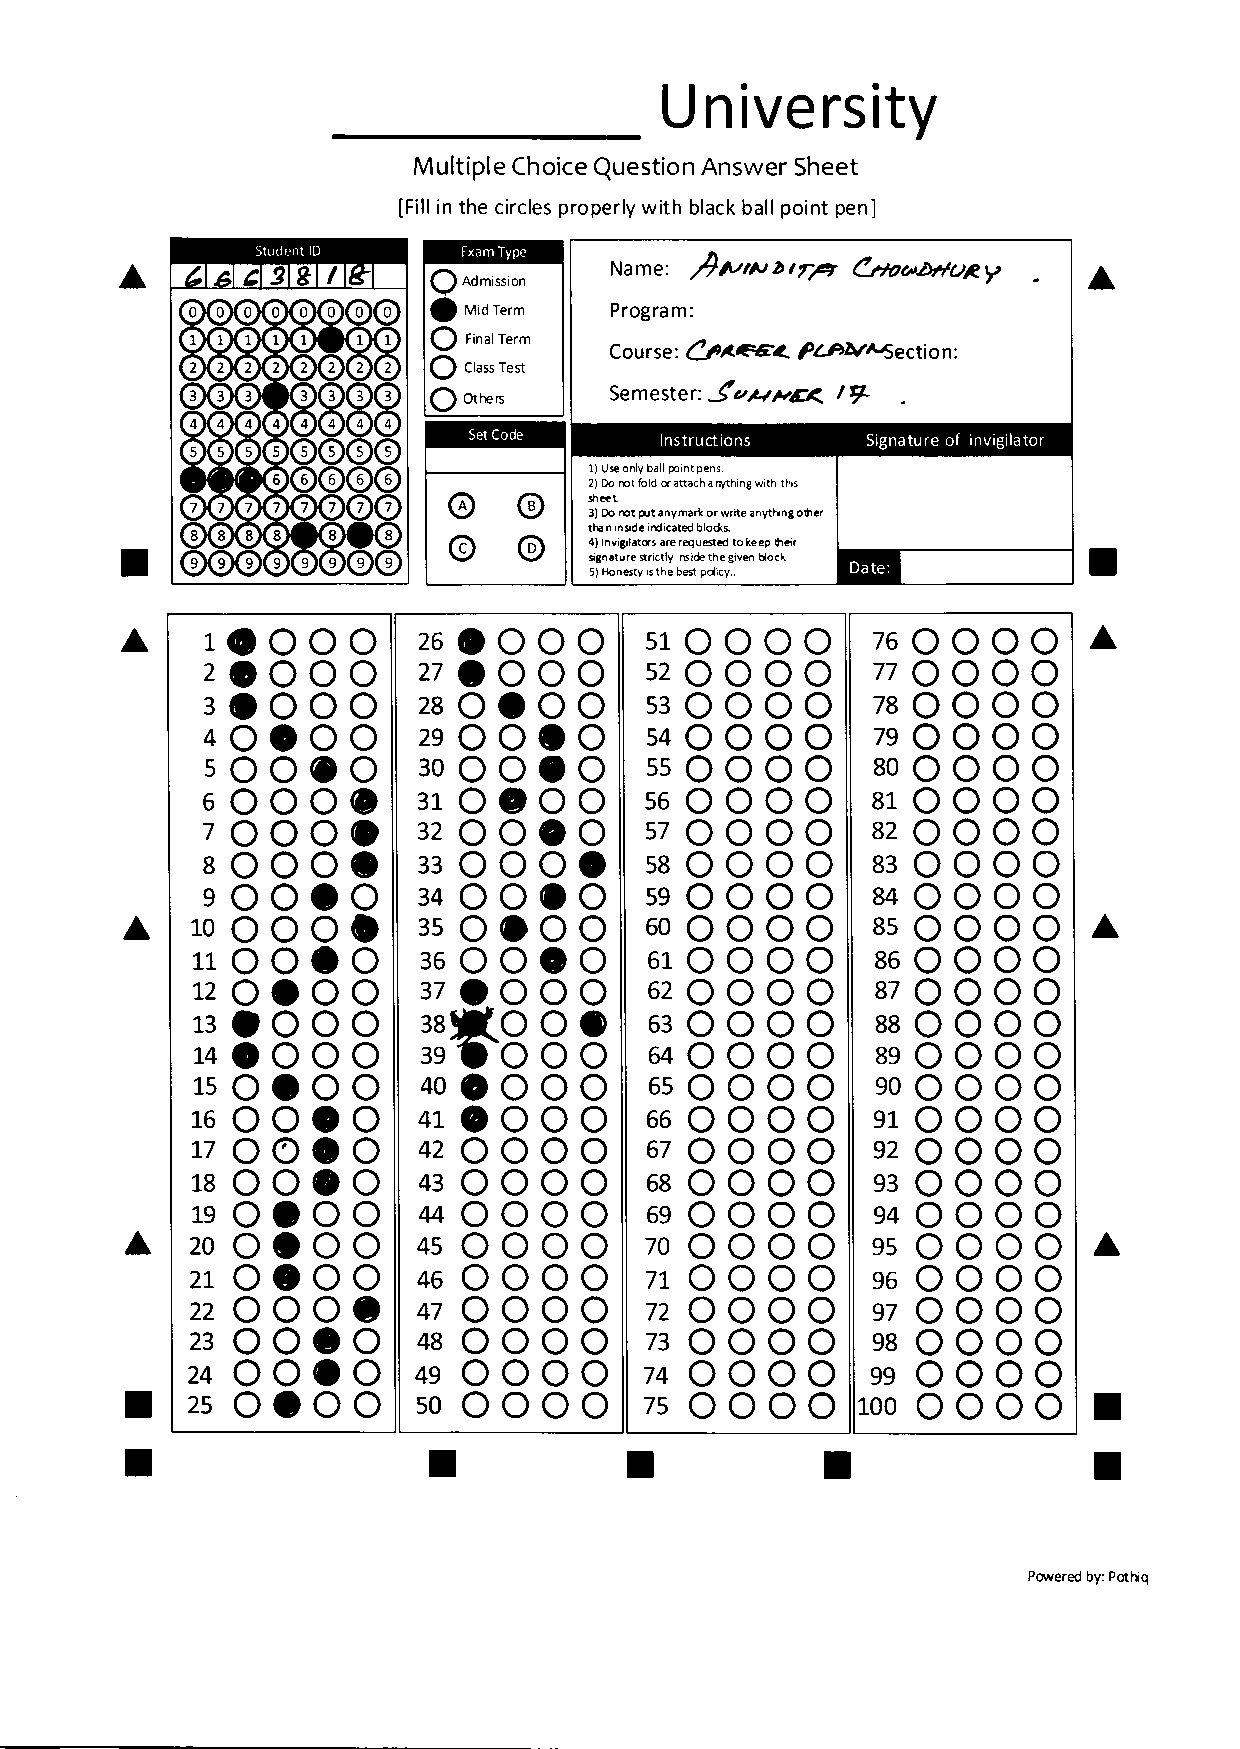 University
Multiple Choice Question Answer Sheet
[Fill in the circles properly with black ball point pen]
Student ID
6 6 6 3 8 1 8
0 0 0 0 0 0 0 0
1 1 1 1 1 1 1
2 2 2 2 2 2 2 2
3 3 3 3 3 3 3
4 4 4 4 4 4 4 4
5 5 5 5 5 5 5 5
6 6 6 6 6
7 7 7 7 7 7 7 7
8 8 8 8 8 8
9 9 9 9 9 9 9 9
Exam Type
Admission
Mid Term
Final Term
Class Test
Others
Set Code
A B
C D
Name: ANINDITA CHOWDHURY .
Program:
Course: CAREER PLANN Section:
Semester: SUMMER 17 .
Instructions
1) Use only ball point pens.
2) Do not fold or attach anything with this
sheet.
3) Do not put any mark or write anything other
than inside indicated blocks.
4) Invigilators are requested to keep their
signature strictly inside the given block
5) Honesty is the best policy..
Signature of invigilator
Date:
1
2
3
4
5
6
7
8
9
10
11
12
13
14
15
16
17
18
19
20
21
22
23
24
25
26
27
28
29
30
31
32
33
34
35
36
37
38
39
40
41
42
43
44
45
46
47
48
49
50
51
52
53
54
55
56
57
58
59
60
61
62
63
64
65
66
67
68
69
70
71
72
73
74
75
76
77
78
79
80
81
82
83
84
85
86
87
88
89
90
91
92
93
94
95
96
97
98
99
100
Powered by: Pothiq